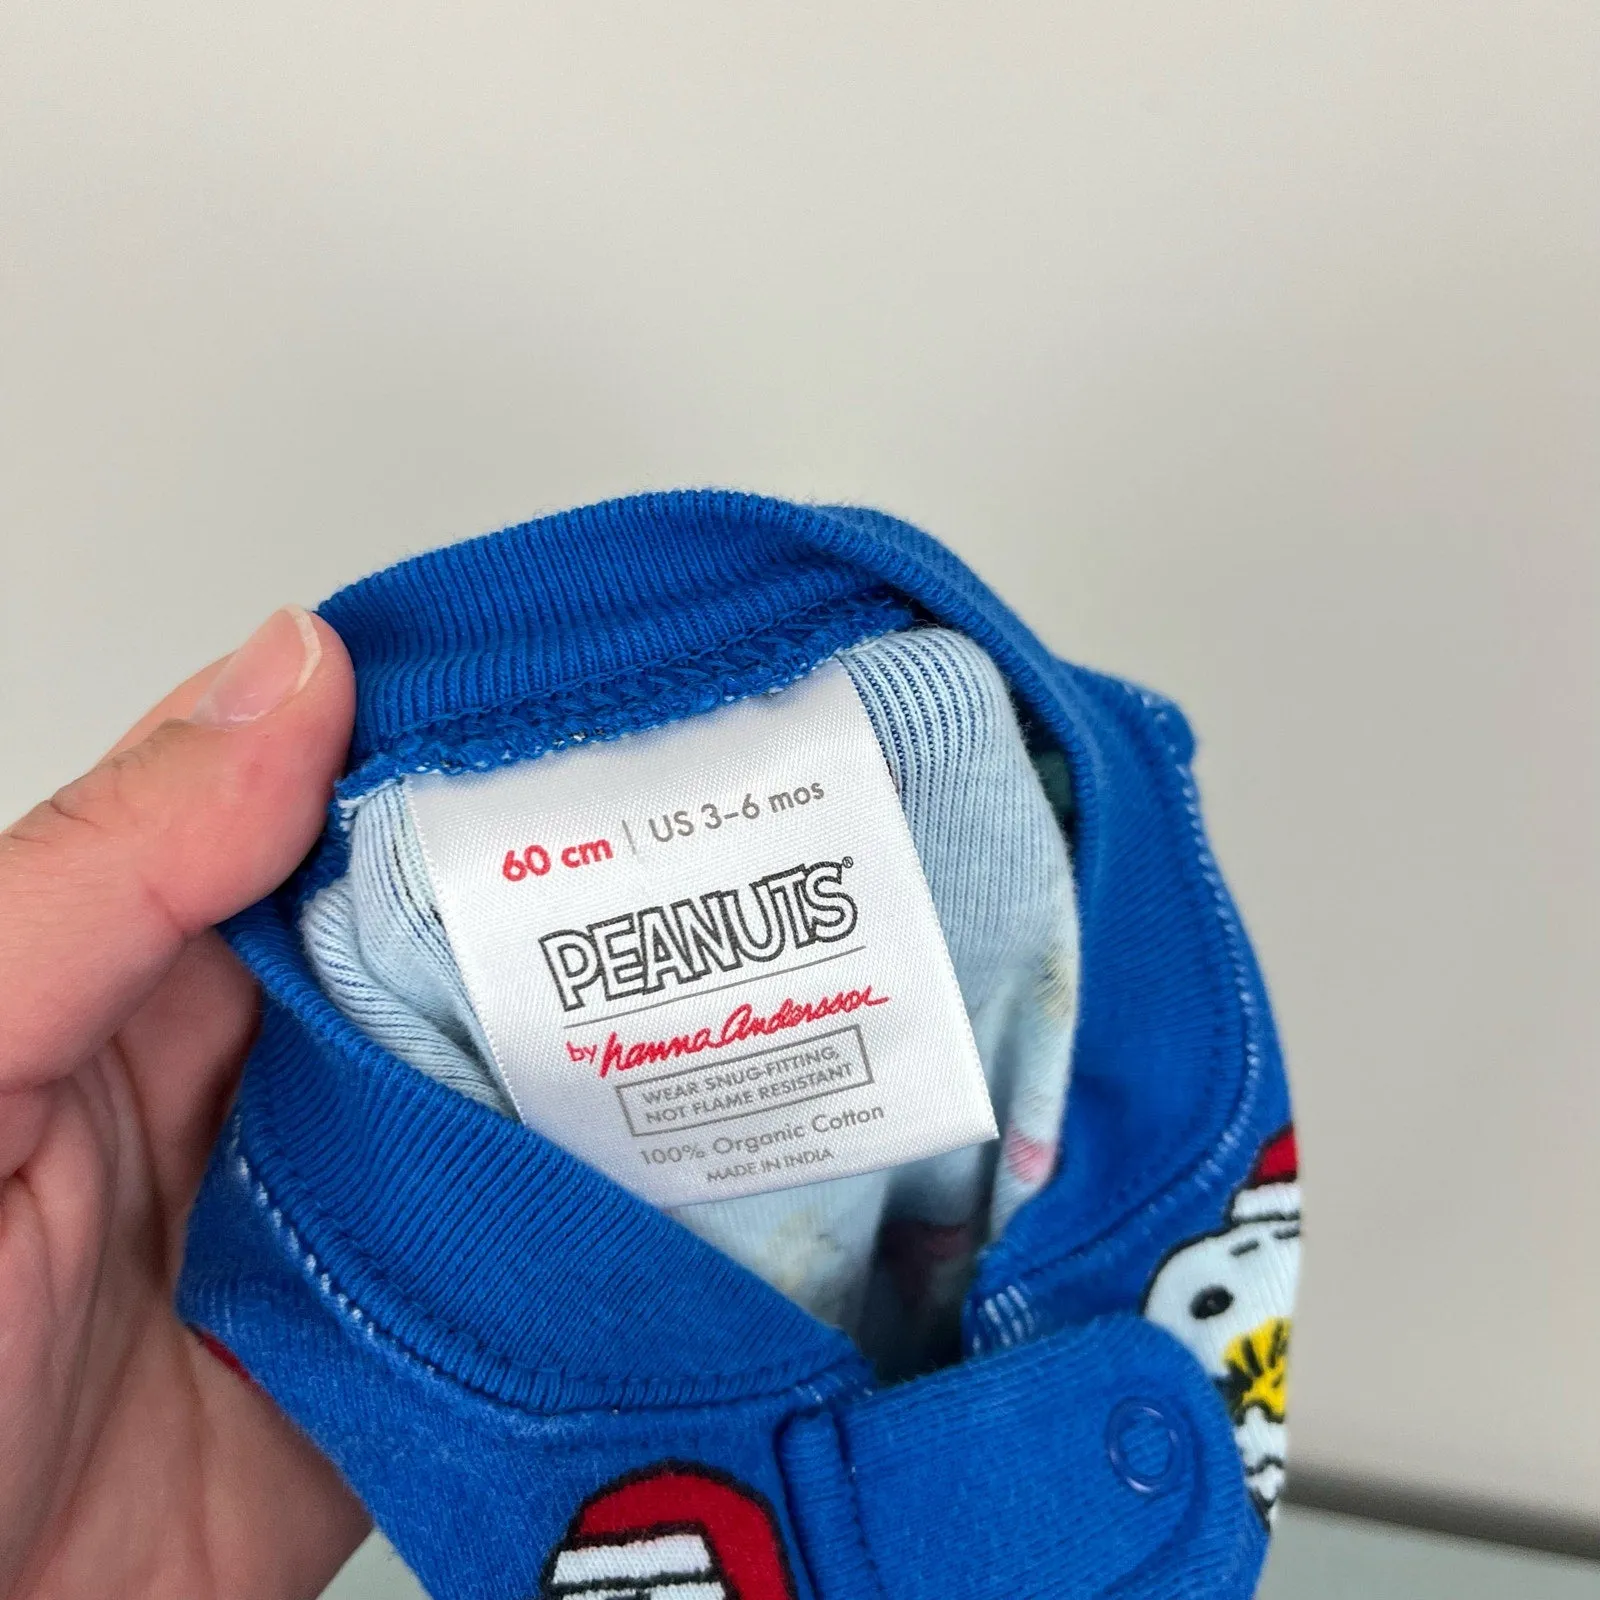 60 cm | US 3-6 mos
PEANUTS®
by hanna Andersson
WEAR SNUG-FITTING,
NOT FLAME RESISTANT
100% Organic Cotton
MADE IN INDIA